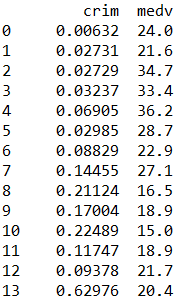 crim medv
0 0.00632 24.0
1 0.02731 21.6
2 0.02729 34.7
3 0.03237 33.4
4 0.06905 36.2
5 0.02985 28.7
6 0.08829 22.9
7 0.14455 27.1
8 0.21124 16.5
9 0.17004 18.9
10 0.22489 15.0
11 0.11747 18.9
12 0.09378 21.7
13 0.62976 20.4